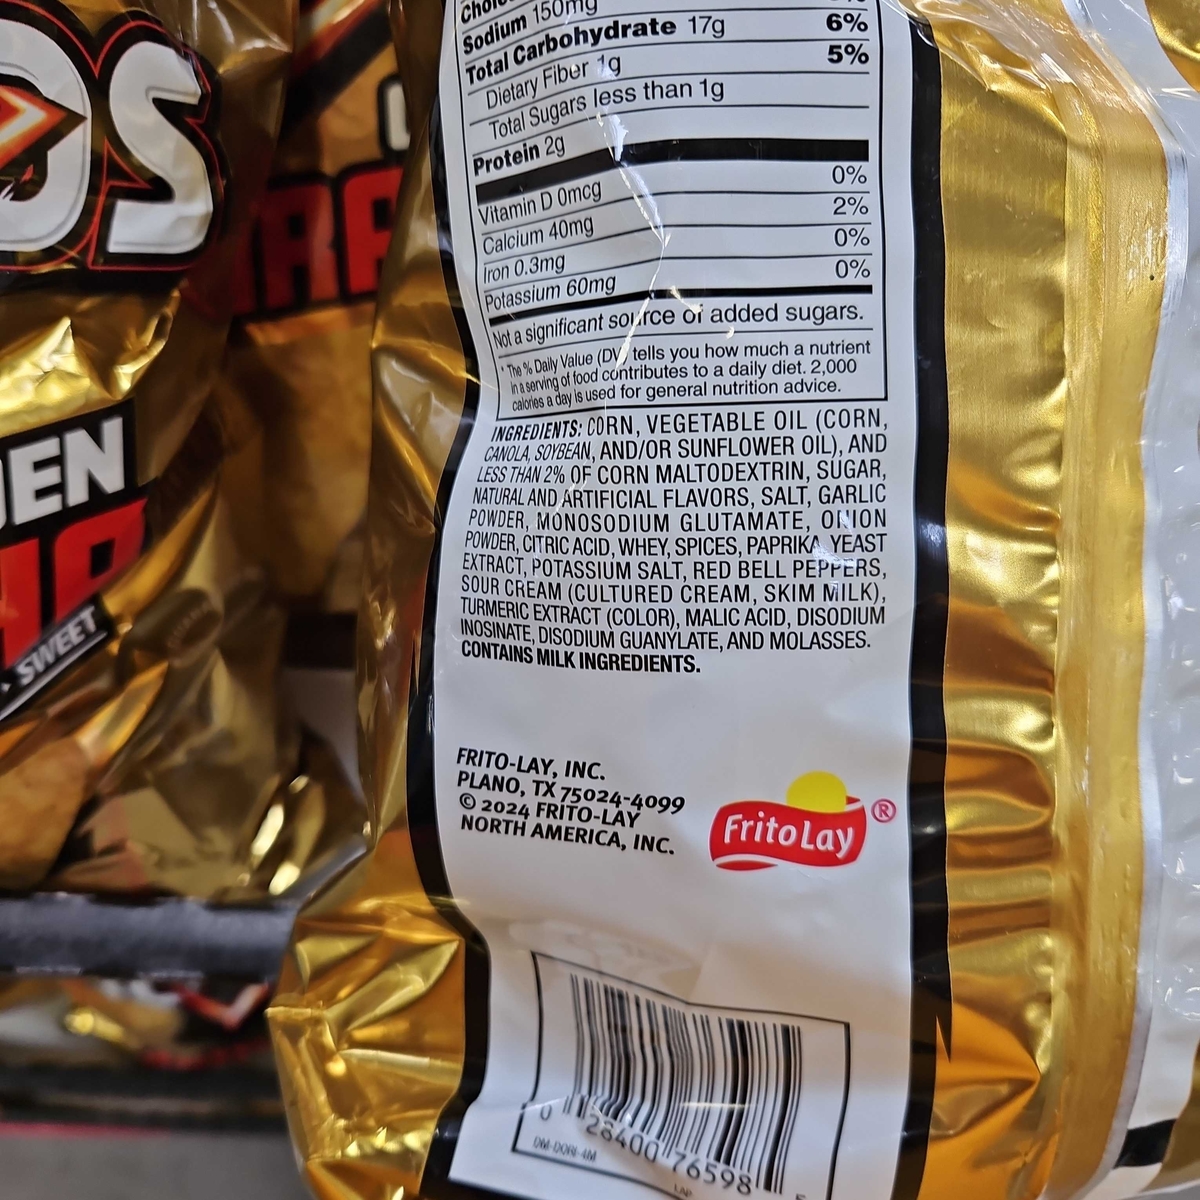 OS
DEN
SWEET
Sodium 150mg
Total Carbohydrate 17g 6%
Dietary Fiber 1g 5%
Total Sugars less than 1g
Protein 2g
Vitamin D 0mcg 0%
Calcium 40mg 2%
Iron 0.3mg 0%
Potassium 60mg 0%
Not a significant source of added sugars.
* The % Daily Value (DV) tells you how much a nutrient
in a serving of food contributes to a daily diet. 2,000
calories a day is used for general nutrition advice.
INGREDIENTS: CORN, VEGETABLE OIL (CORN,
CANOLA, SOYBEAN, AND/OR SUNFLOWER OIL), AND
LESS THAN 2% OF CORN MALTODEXTRIN, SUGAR,
NATURAL AND ARTIFICIAL FLAVORS, SALT, GARLIC
POWDER, MONOSODIUM GLUTAMATE, ONION
POWDER, CITRIC ACID, WHEY, SPICES, PAPRIKA, YEAST
EXTRACT, POTASSIUM SALT, RED BELL PEPPERS,
SOUR CREAM (CULTURED CREAM, SKIM MILK),
TURMERIC EXTRACT (COLOR), MALIC ACID, DISODIUM
INOSINATE, DISODIUM GUANYLATE, AND MOLASSES.
CONTAINS MILK INGREDIENTS.
FRITO-LAY, INC.
PLANO, TX 75024-4099
© 2024 FRITO-LAY
NORTH AMERICA, INC.
FritoLay ®
0 28400 76598